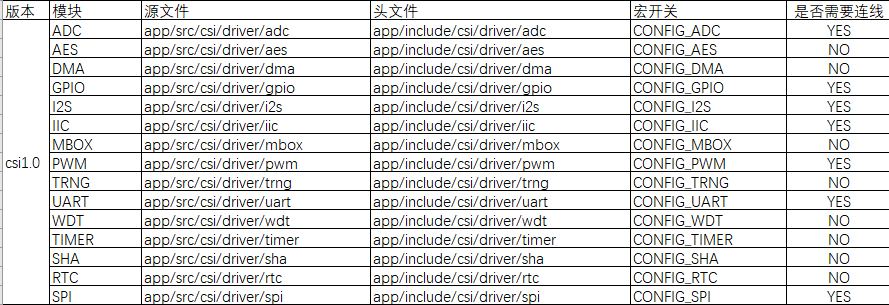 版本 模块 源文件 头文件 宏开关 是否需要连线
ADC app/src/csi/driver/adc app/include/csi/driver/adc CONFIG_ADC YES
AES app/src/csi/driver/aes app/include/csi/driver/aes CONFIG_AES NO
DMA app/src/csi/driver/dma app/include/csi/driver/dma CONFIG_DMA NO
GPIO app/src/csi/driver/gpio app/include/csi/driver/gpio CONFIG_GPIO YES
I2S app/src/csi/driver/i2s app/include/csi/driver/i2s CONFIG_I2S YES
IIC app/src/csi/driver/iic app/include/csi/driver/iic CONFIG_IIC YES
MBOX app/src/csi/driver/mbox app/include/csi/driver/mbox CONFIG_MBOX NO
csi1.0 PWM app/src/csi/driver/pwm app/include/csi/driver/pwm CONFIG_PWM YES
TRNG app/src/csi/driver/trng app/include/csi/driver/trng CONFIG_TRNG NO
UART app/src/csi/driver/uart app/include/csi/driver/uart CONFIG_UART YES
WDT app/src/csi/driver/wdt app/include/csi/driver/wdt CONFIG_WDT NO
TIMER app/src/csi/driver/timer app/include/csi/driver/timer CONFIG_TIMER NO
SHA app/src/csi/driver/sha app/include/csi/driver/sha CONFIG_SHA NO
RTC app/src/csi/driver/rtc app/include/csi/driver/rtc CONFIG_RTC NO
SPI app/src/csi/driver/spi app/include/csi/driver/spi CONFIG_SPI YES